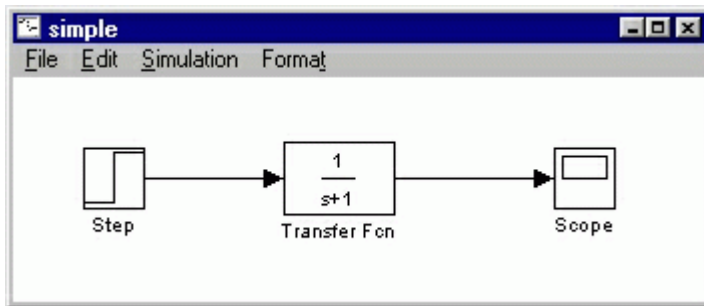 simple
File Edit Simulation Format
1
s+1
Step
Transfer Fcn
Scope